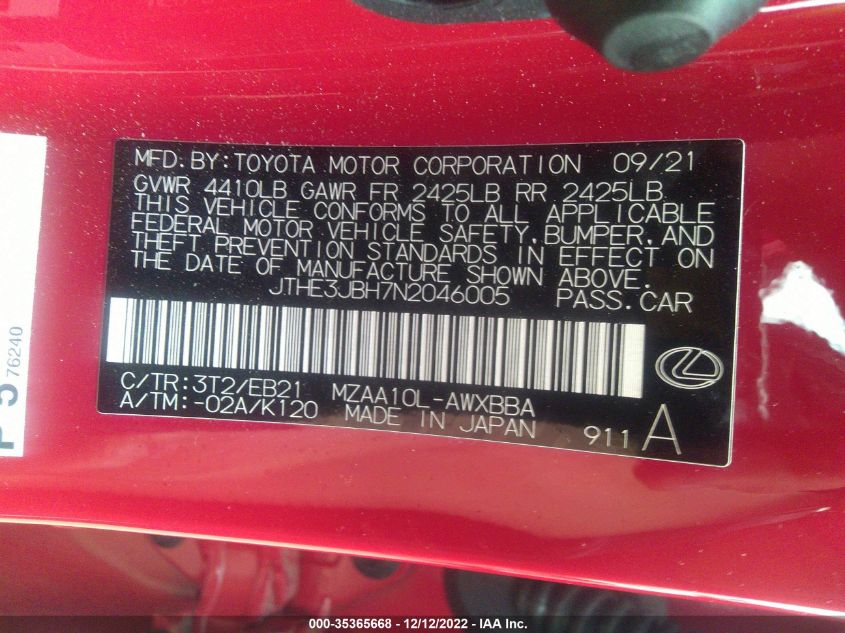 MFD.BY:TOYOTA MOTOR CORPORATION 09/21
GVWR 4410LB GAWR FR 2425LB RR 2425LB
THIS VEHICLE CONFORMS TO ALL APPLICABLE
FEDERAL MOTOR VEHICLE SAFETY,BUMPER,AND
THEFT PREVENTION STANDARDS IN EFFECT ON
THE DATE OF MANUFACTURE SHOWN ABOVE.
JTHE3JBH7N2046005 PASS.CAR
C/TR:3T2/EB21 MZAA10L-AWXBBA
A/TM:-02A/K120 MADE IN JAPAN 911 A
76240
000-35365668 - 12/12/2022 - IAA Inc.